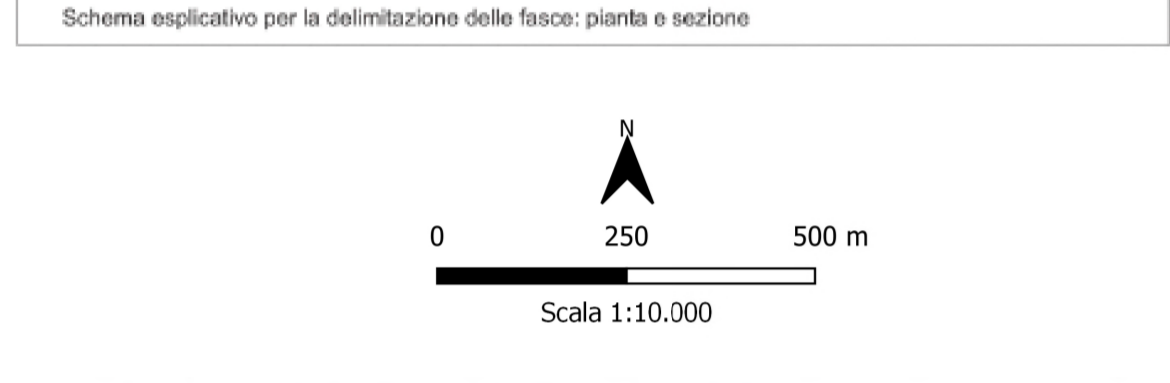 Schema esplicativo per la delimitazione delle fasce: pianta e sezione
N
0 250 500 m
Scala 1:10.000